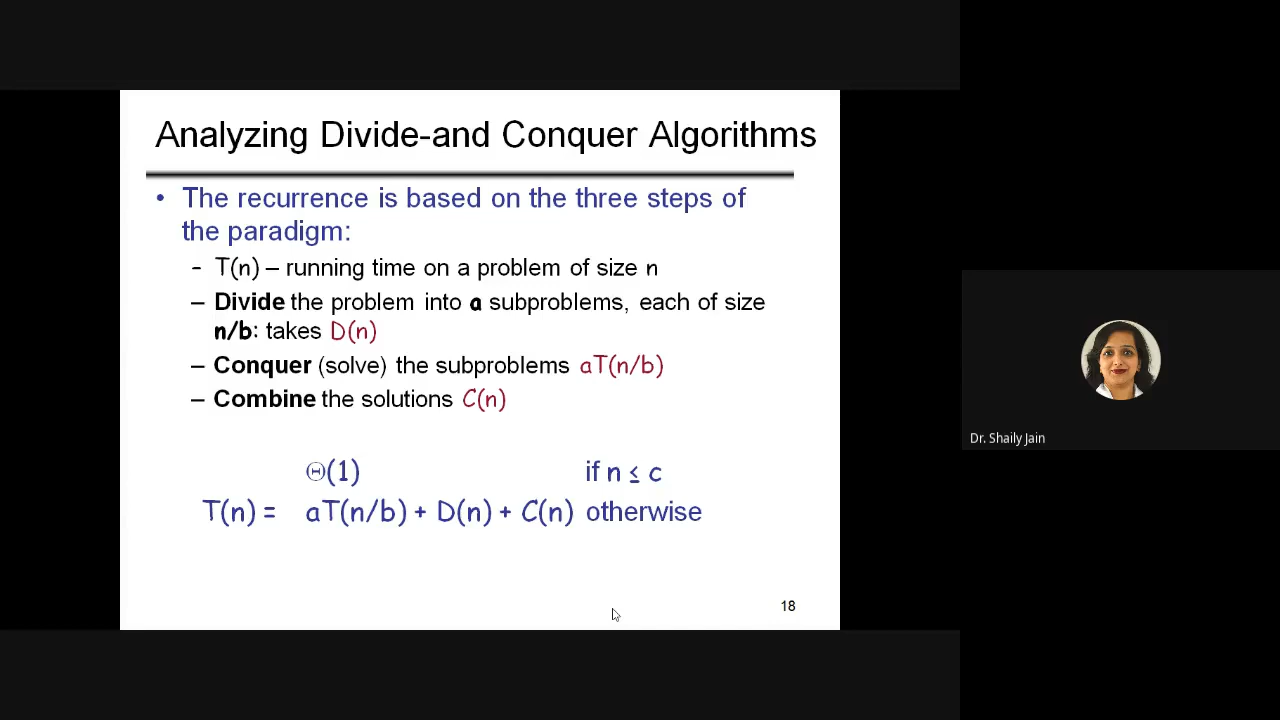 Analyzing Divide-and Conquer Algorithms
• The recurrence is based on the three steps of
the paradigm:
– T(n) – running time on a problem of size n
– Divide the problem into a subproblems, each of size
n/b: takes D(n)
– Conquer (solve) the subproblems aT(n/b)
– Combine the solutions C(n)
Θ(1) if n ≤ c
T(n) = aT(n/b) + D(n) + C(n) otherwise
18
Dr. Shaily Jain